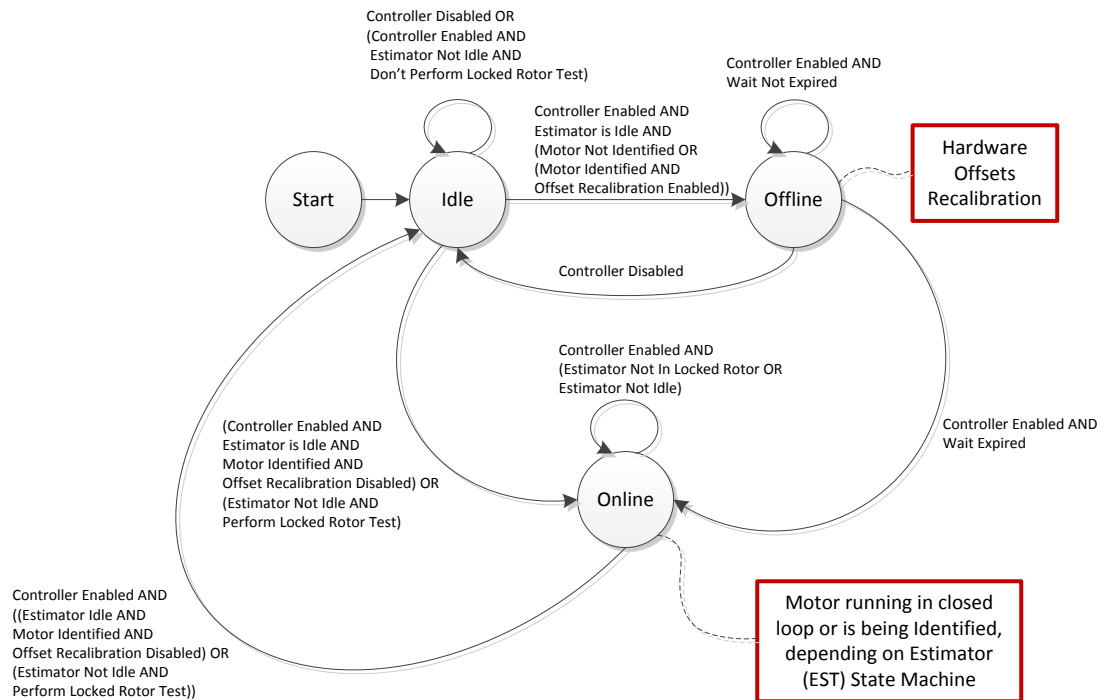 Controller Disabled OR
(Controller Enabled AND
Estimator Not Idle AND
Don't Perform Locked Rotor Test)
Controller Enabled AND
Wait Not Expired
Controller Enabled AND
Estimator is Idle AND
(Motor Not Identified OR
(Motor Identified AND
Offset Recalibration Enabled))
Hardware
Offsets
Recalibration
Start
Idle
Offline
Controller Disabled
Controller Enabled AND
(Estimator Not In Locked Rotor OR
Estimator Not Idle)
(Controller Enabled AND
Estimator is Idle AND
Motor Identified AND
Offset Recalibration Disabled) OR
(Estimator Not Idle AND
Perform Locked Rotor Test)
Controller Enabled AND
Wait Expired
Online
Controller Enabled AND
((Estimator Idle AND
Motor Identified AND
Offset Recalibration Disabled) OR
(Estimator Not Idle AND
Perform Locked Rotor Test))
Motor running in closed
loop or is being Identified,
depending on Estimator
(EST) State Machine